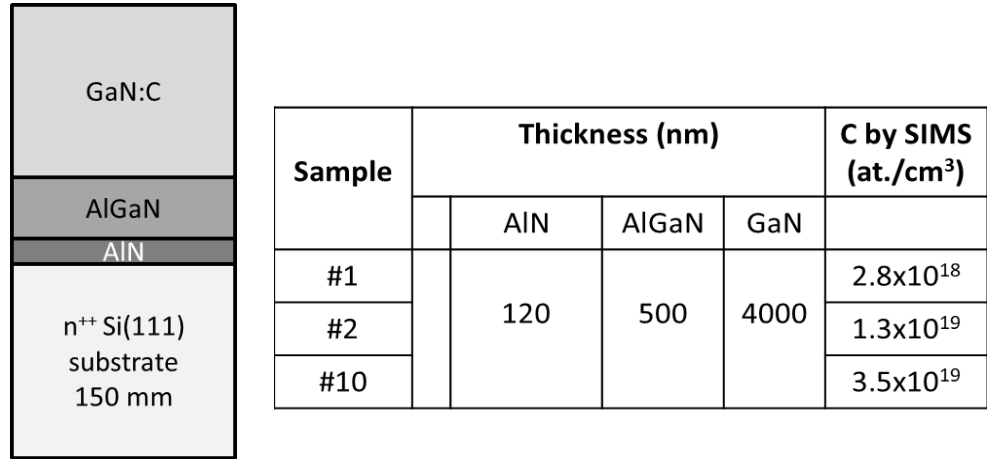 GaN:C
AlGaN
AlN
n⁺⁺ Si(111)
substrate
150 mm
Sample
Thickness (nm)
C by SIMS
(at./cm³)
AlN AlGaN GaN
#1 2.8x10¹⁸
120 500 4000
#2 1.3x10¹⁹
#10 3.5x10¹⁹